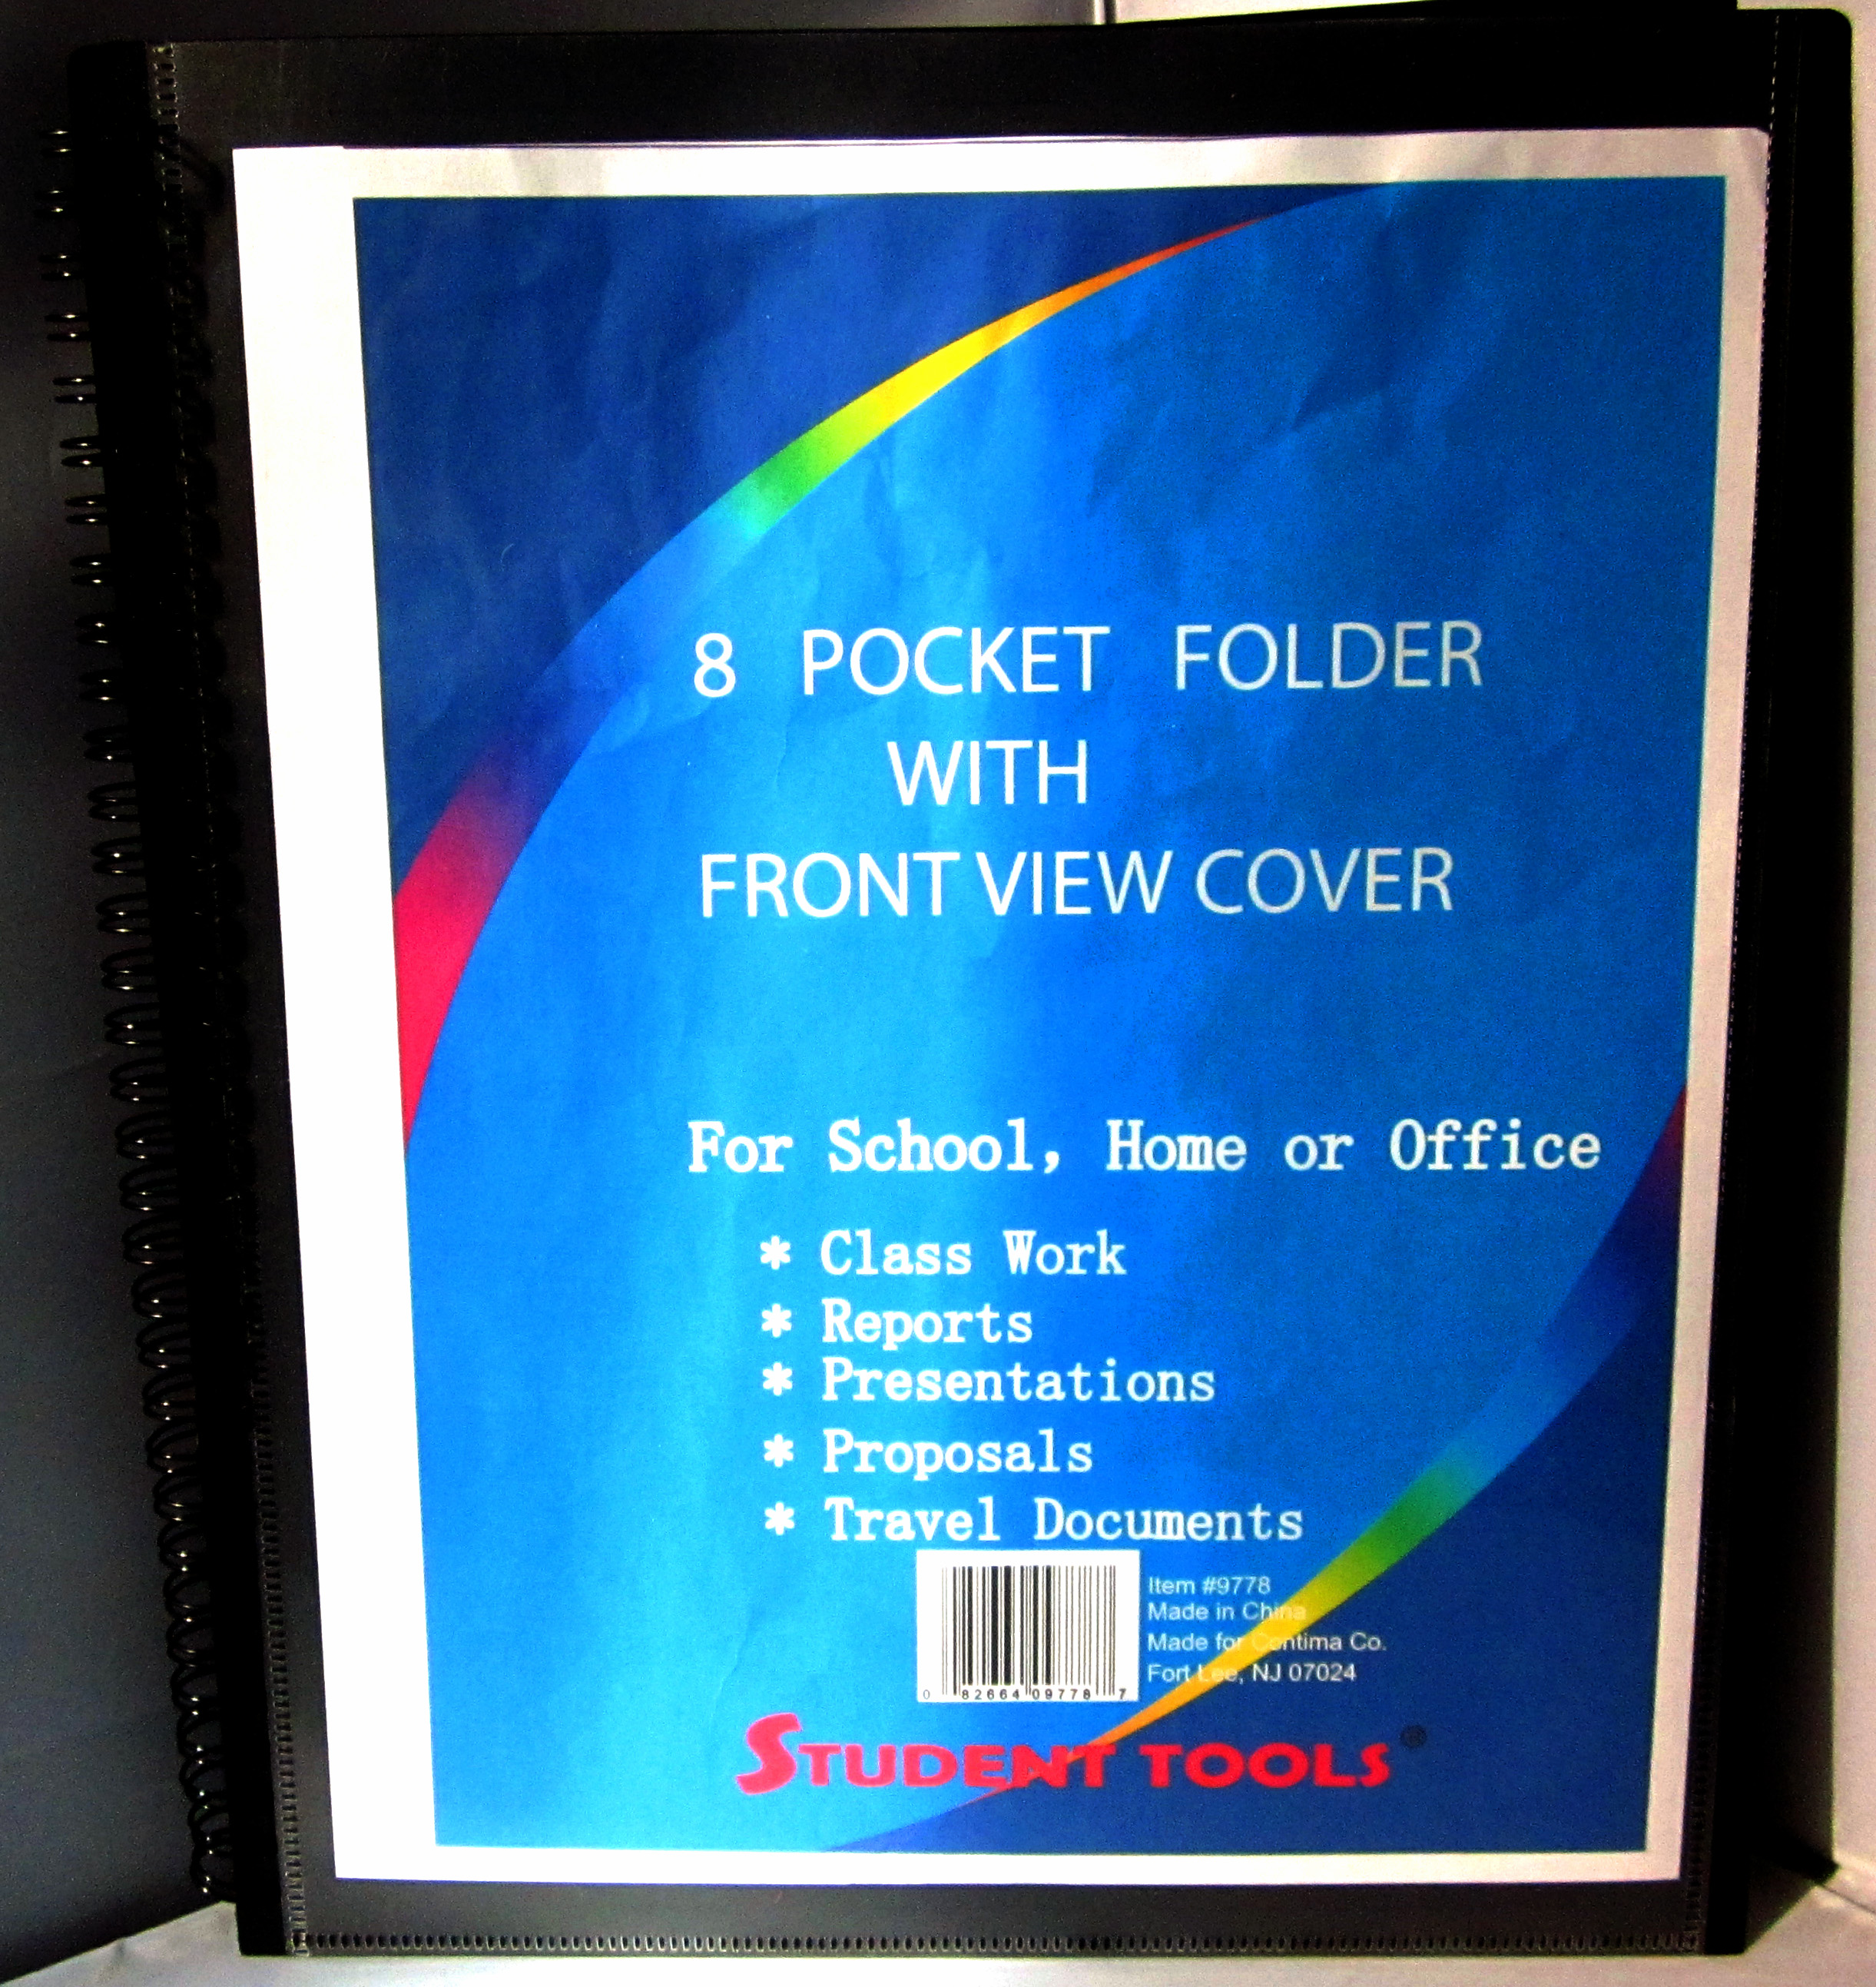 8 POCKET FOLDER
WITH
FRONT VIEW COVER
For School, Home or Office
* Class Work
* Reports
* Presentations
* Proposals
* Travel Documents
Item #9778
Made in China
Made for Contima Co.
Fort Lee, NJ 07024
0 82664 09778 7
STUDENT TOOLS ®